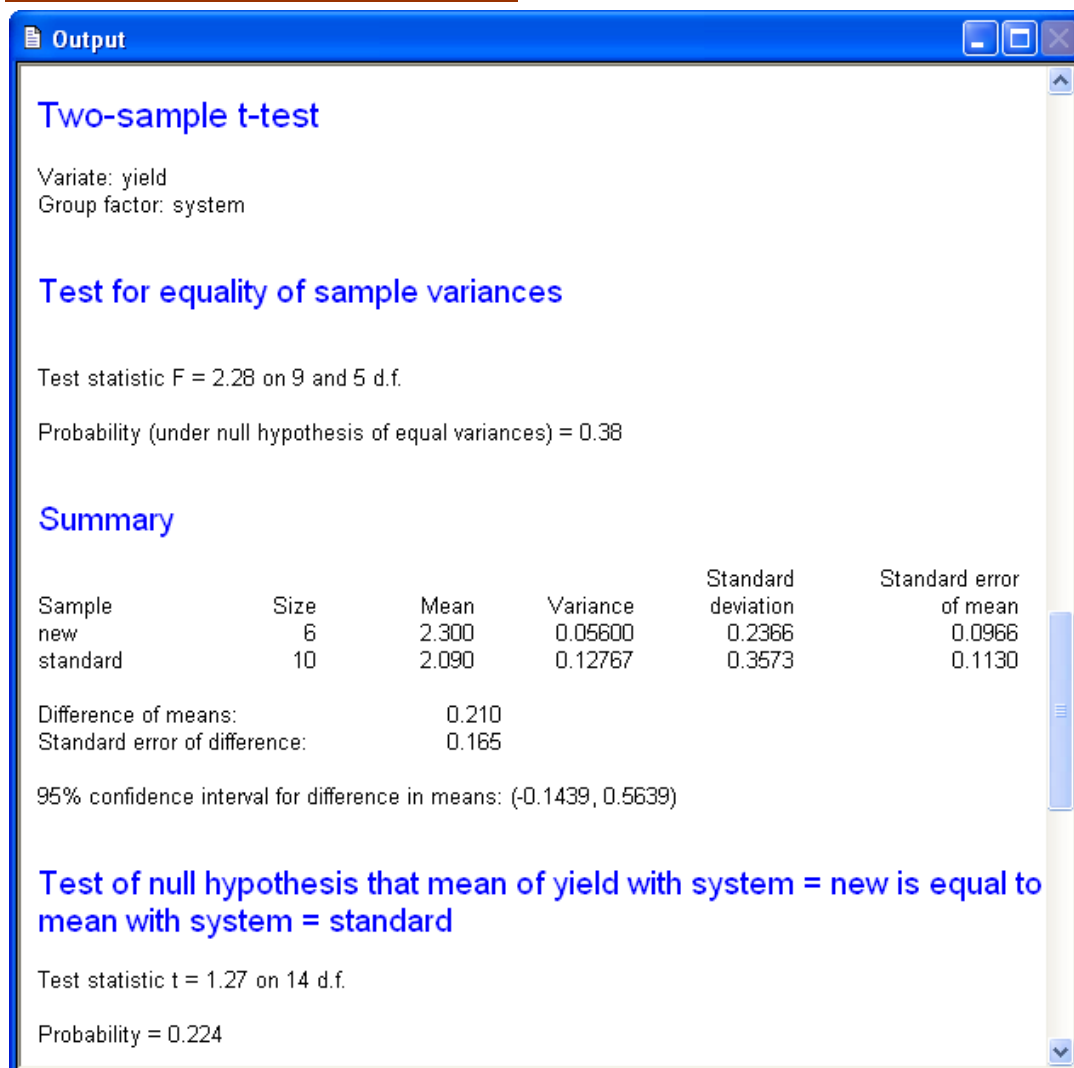 Output
Two-sample t-test
Variate: yield
Group factor: system
Test for equality of sample variances
Test statistic F = 2.28 on 9 and 5 d.f.
Probability (under null hypothesis of equal variances) = 0.38
Summary
Standard Standard error
Sample Size Mean Variance deviation of mean
new 6 2.300 0.05600 0.2366 0.0966
standard 10 2.090 0.12767 0.3573 0.1130
Difference of means: 0.210
Standard error of difference: 0.165
95% confidence interval for difference in means: (-0.1439, 0.5639)
Test of null hypothesis that mean of yield with system = new is equal to
mean with system = standard
Test statistic t = 1.27 on 14 d.f.
Probability = 0.224